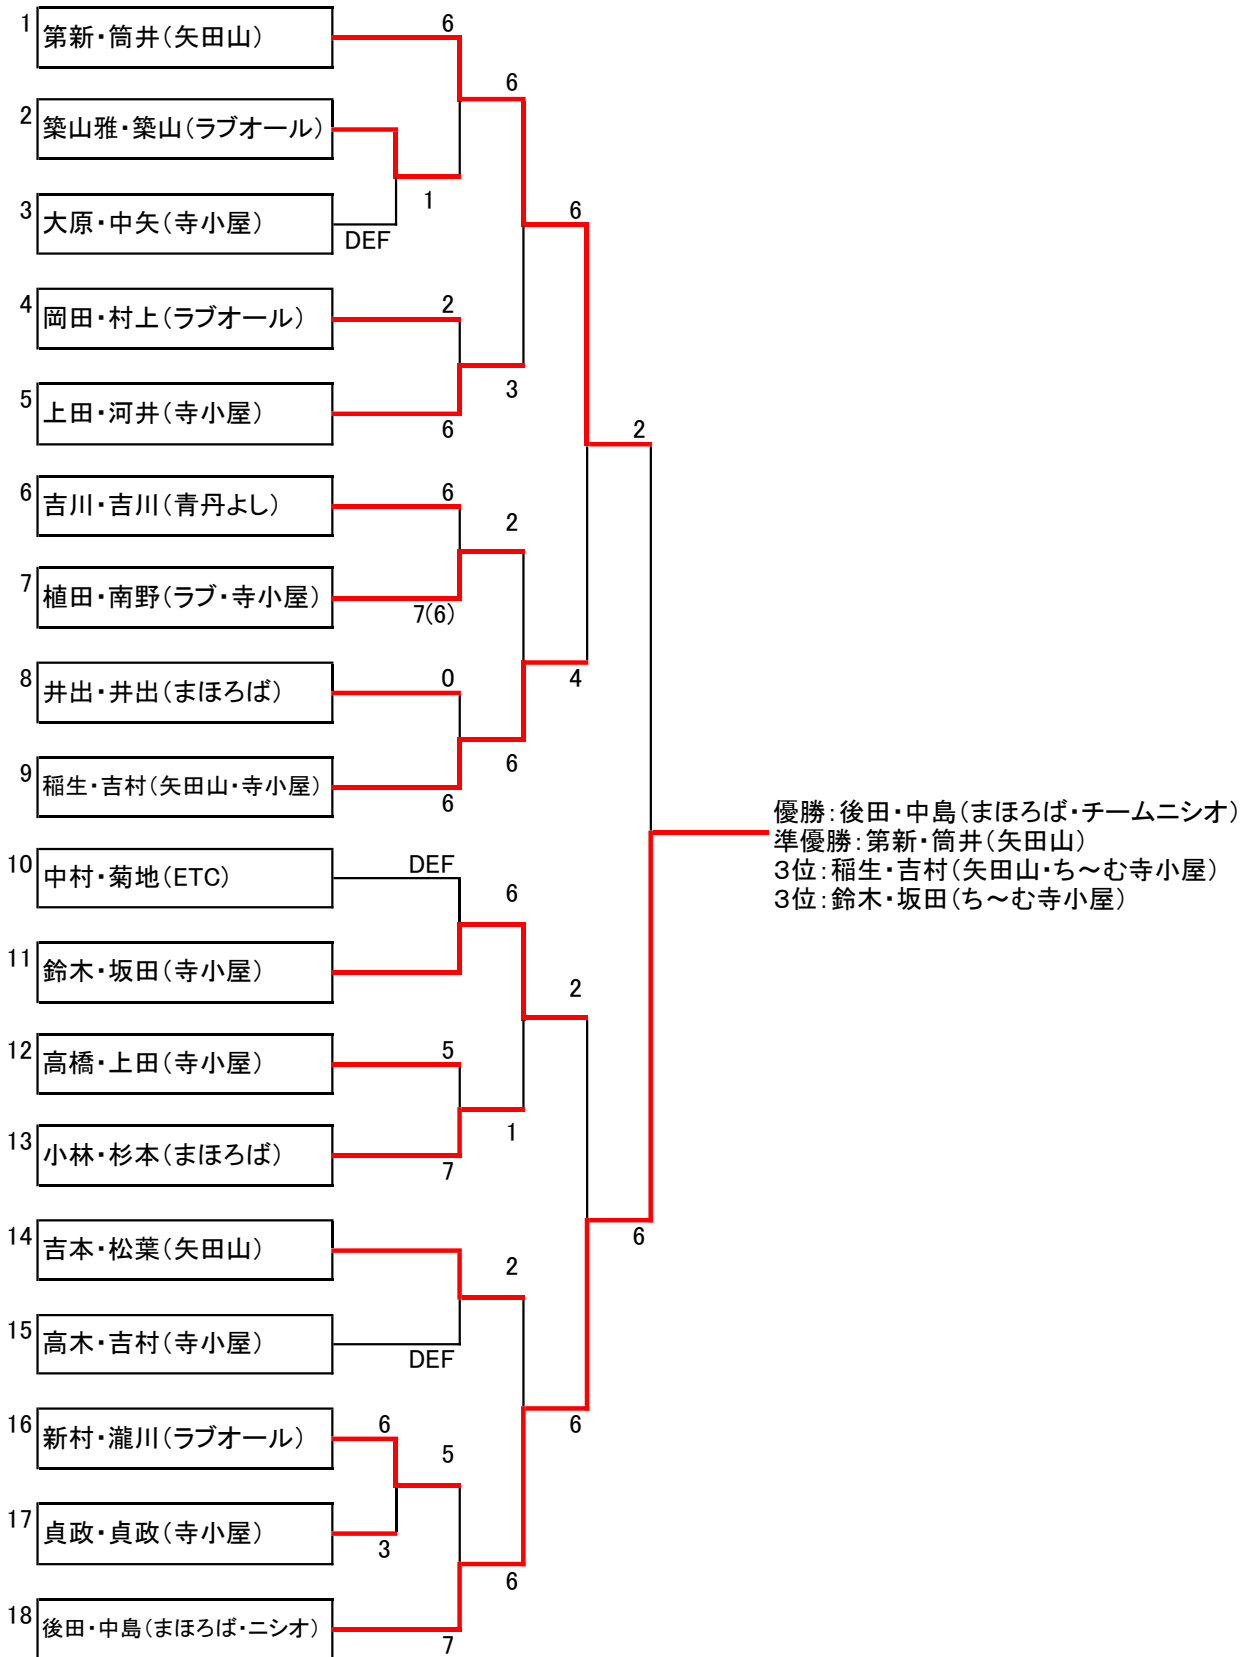 1 第新・筒井(矢田山)
6
6
2 築山雅・築山(ラブオール)
1
3 大原・中矢(寺小屋)
DEF
6
4 岡田・村上(ラブオール)
2
3
5 上田・河井(寺小屋)
6
2
6 吉川・吉川(青丹よし)
6
2
7 植田・南野(ラブ・寺小屋)
7(6)
8 井出・井出(まほろば)
0
4
6
9 稲生・吉村(矢田山・寺小屋)
6
優勝:後田・中島(まほろば・チームニシオ)
準優勝:第新・筒井(矢田山)
3位:稲生・吉村(矢田山・ち～む寺小屋)
3位:鈴木・坂田(ち～む寺小屋)
10 中村・菊地(ETC)
DEF
6
11 鈴木・坂田(寺小屋)
2
12 高橋・上田(寺小屋)
5
1
13 小林・杉本(まほろば)
7
6
14 吉本・松葉(矢田山)
2
15 高木・吉村(寺小屋)
DEF
16 新村・瀧川(ラブオール)
6
6
5
17 貞政・貞政(寺小屋)
3
6
18 後田・中島(まほろば・ニシオ)
7